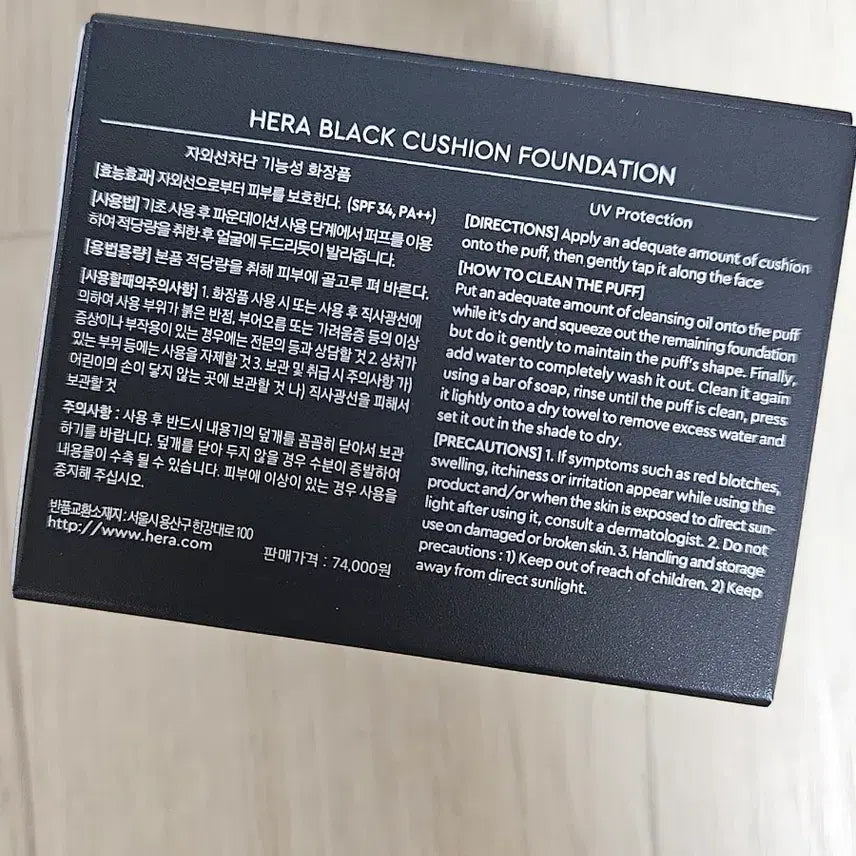 HERA BLACK CUSHION FOUNDATION
자외선차단 기능성 화장품
[효능효과] 자외선으로부터 피부를 보호한다. (SPF 34, PA++)
[사용법] 기초 사용 후 파운데이션 사용 단계에서 퍼프를 이용
하여 적당량을 취한 후 얼굴에 두드리듯이 발라줍니다.
[용법용량] 본품 적당량을 취해 피부에 골고루 펴 바른다.
[사용할때의주의사항] 1. 화장품 사용 시 또는 사용 후 직사광선에
의하여 사용 부위가 붉은 반점, 부어오름 또는 가려움증 등의 이상
증상이나 부작용이 있는 경우에는 전문의 등과 상담할 것 2. 상처가
있는 부위 등에는 사용을 자제할 것 3. 보관 및 취급 시 주의사항 가)
어린이의 손이 닿지 않는 곳에 보관할 것 나) 직사광선을 피해서
보관할 것
주의사항 : 사용 후 반드시 내용기의 덮개를 꼼꼼히 닫아서 보관
하기를 바랍니다. 덮개를 닫아 두지 않을 경우 수분이 증발하여
내용물이 수축 될 수 있습니다. 피부에 이상이 있는 경우 사용을
중지해 주십시오.
반품교환소재지 : 서울시 용산구 한강대로 100
http://www.hera.com
판매가격 : 74,000원
UV Protection
[DIRECTIONS] Apply an adequate amount of cushion
onto the puff, then gently tap it along the face
[HOW TO CLEAN THE PUFF]
Put an adequate amount of cleansing oil onto the puff
while it's dry and squeeze out the remaining foundation
but do it gently to maintain the puff's shape. Finally,
add water to completely wash it out. Clean it again
using a bar of soap, rinse until the puff is clean, press
it lightly onto a dry towel to remove excess water and
set it out in the shade to dry.
[PRECAUTIONS] 1. If symptoms such as red blotches,
swelling, itchiness or irritation appear while using the
product and/or when the skin is exposed to direct sun-
light after using it, consult a dermatologist. 2. Do not
use on damaged or broken skin. 3. Handling and storage
precautions : 1) Keep out of reach of children. 2) Keep
away from direct sunlight.